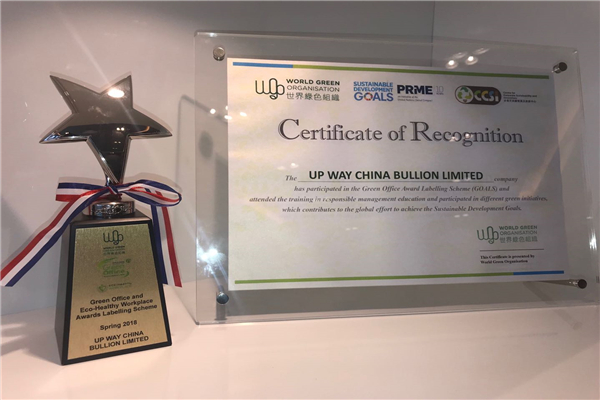 WORLD GREEN
ORGANISATION
世界綠色組織
SUSTAINABLE
DEVELOPMENT
GOALS
PRME
CCST
Certificate of Recognition
The UP WAY CHINA BULLION LIMITED company
has participated in the Green Office Award Labelling Scheme (GOALS) and
attended the training in responsible management education and participated in different green initiatives,
which contributes to the global effort to achieve the Sustainable Development Goals.
WORLD GREEN
ORGANISATION
世界綠色組織
This Certificate is presented by
World Green Organisation
Green Office and
Eco-Healthy Workplace
Awards Labelling Scheme
Spring 2018
UP WAY CHINA
BULLION LIMITED